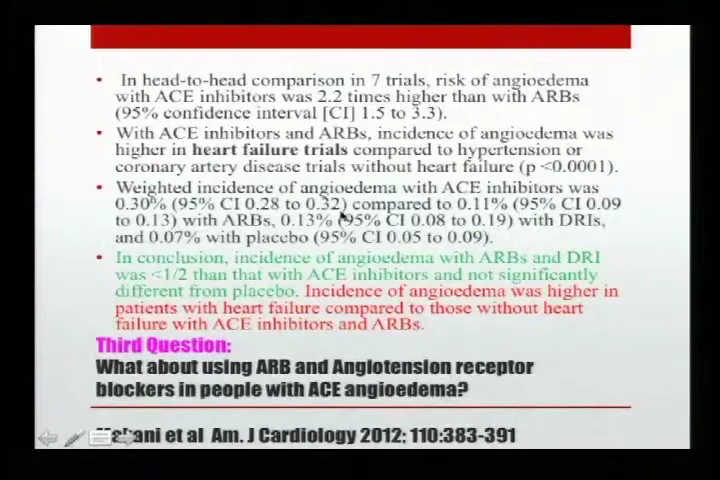 • In head-to-head comparison in 7 trials, risk of angioedema
with ACE inhibitors was 2.2 times higher than with ARBs
(95% confidence interval [CI] 1.5 to 3.3).
• With ACE inhibitors and ARBs, incidence of angioedema was
higher in heart failure trials compared to hypertension or
coronary artery disease trials without heart failure (p <0.0001).
• Weighted incidence of angioedema with ACE inhibitors was
0.30% (95% CI 0.28 to 0.32) compared to 0.11% (95% CI 0.09
to 0.13) with ARBs, 0.13% (95% CI 0.08 to 0.19) with DRIs,
and 0.07% with placebo (95% CI 0.05 to 0.09).
• In conclusion, incidence of angioedema with ARBs and DRI
was <1/2 than that with ACE inhibitors and not significantly
different from placebo. Incidence of angioedema was higher in
patients with heart failure compared to those without heart
failure with ACE inhibitors and ARBs.
Third Question:
What about using ARB and Angiotension receptor
blockers in people with ACE angioedema?
et al Am. J Cardiology 2012; 110:383-391